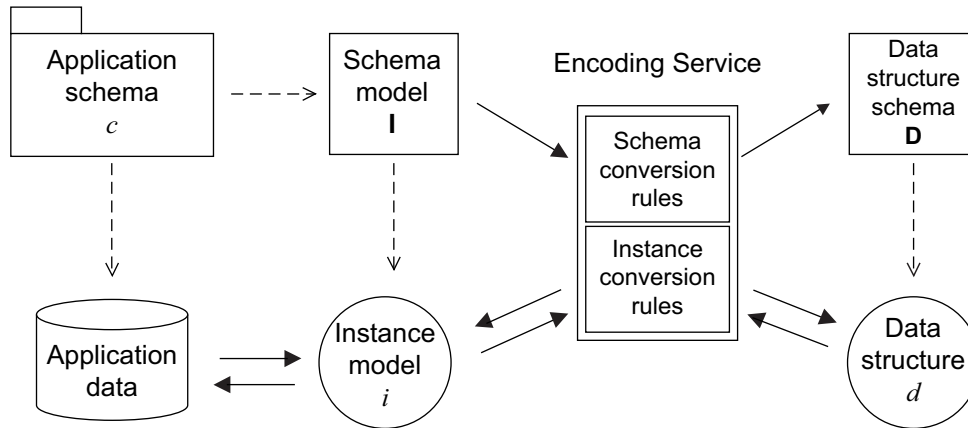 Application
schema
c
Schema
model
I
Encoding Service
Schema
conversion
rules
Instance
conversion
rules
Data
structure
schema
D
Application
data
Instance
model
i
Data
structure
d